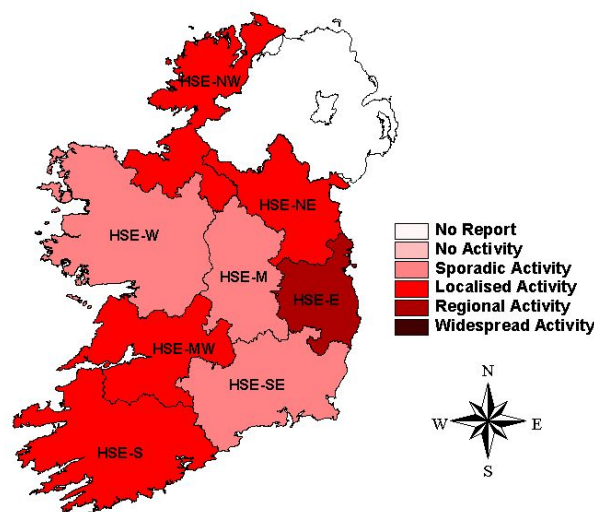 HSE-NW
HSE-NE
HSE-W
HSE-M
HSE-E
HSE-MW
HSE-SE
HSE-S
No Report
No Activity
Sporadic Activity
Localised Activity
Regional Activity
Widespread Activity
N
W
E
S